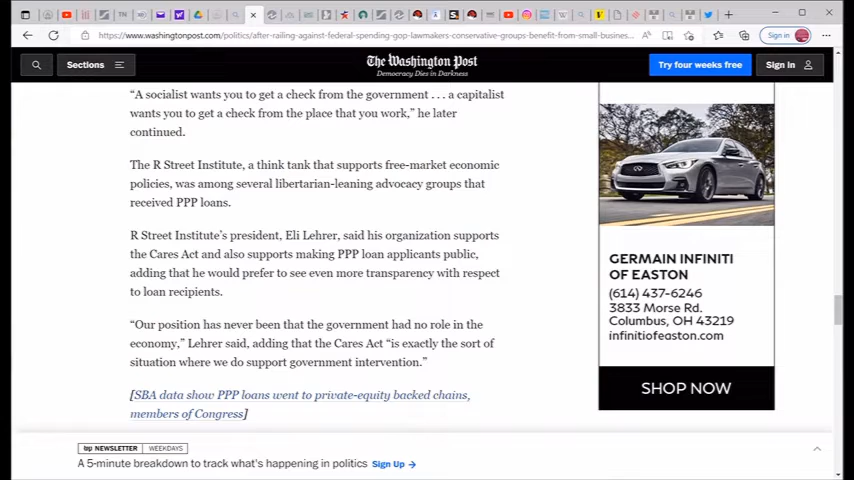 https://www.washingtonpost.com/politics/after-railing-against-federal-spending-gop-lawmakers-conservative-groups-benefit-from-small-busines...
Sign in
Sections
The Washington Post
Democracy Dies in Darkness
Try four weeks free
Sign In
“A socialist wants you to get a check from the government . . . a capitalist
wants you to get a check from the place that you work,” he later
continued.
The R Street Institute, a think tank that supports free-market economic
policies, was among several libertarian-leaning advocacy groups that
received PPP loans.
R Street Institute’s president, Eli Lehrer, said his organization supports
the Cares Act and also supports making PPP loan applicants public,
adding that he would prefer to see even more transparency with respect
to loan recipients.
“Our position has never been that the government had no role in the
economy,” Lehrer said, adding that the Cares Act “is exactly the sort of
situation where we do support government intervention.”
[SBA data show PPP loans went to private-equity backed chains,
members of Congress]
GERMAIN INFINITI
OF EASTON
(614) 437-6246
3833 Morse Rd.
Columbus, OH 43219
infinitiofeaston.com
SHOP NOW
wp NEWSLETTER WEEKDAYS
A 5-minute breakdown to track what's happening in politics Sign Up →